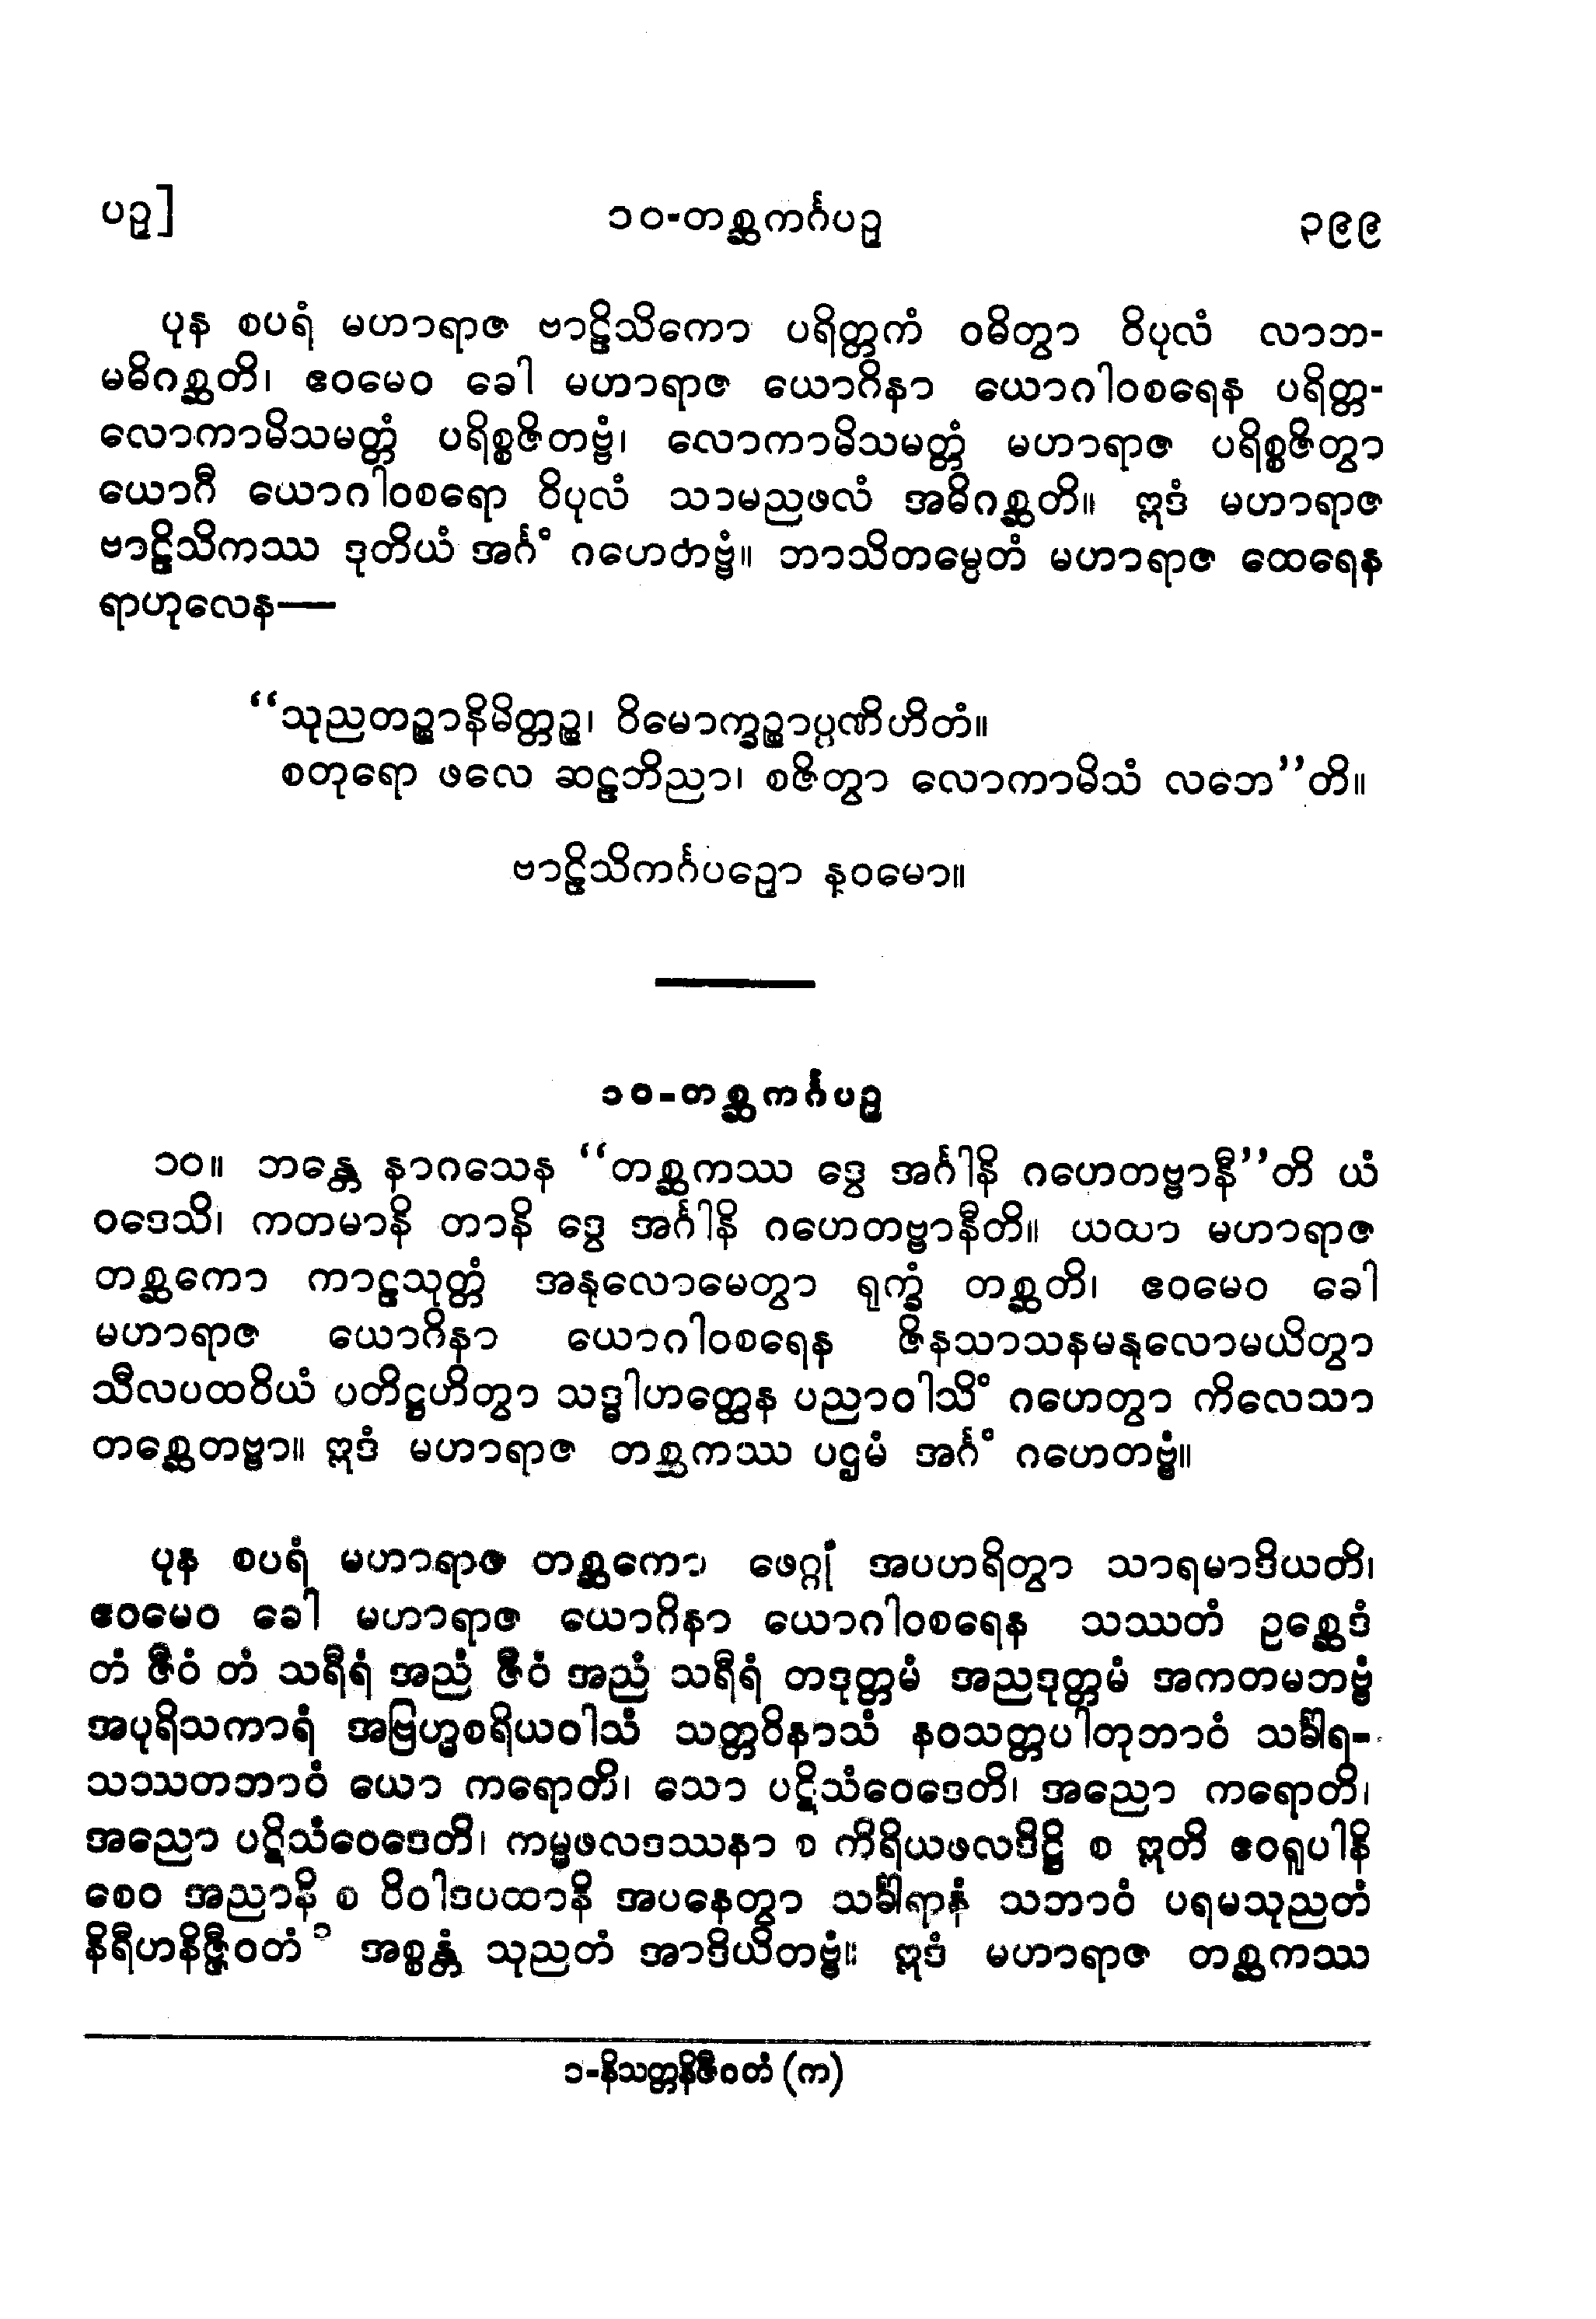 ပဉှ]
၁၀-တစ္ဆကင်္ဂပဉှ
၃၉၉
ပုန စပရံ မဟာရာဇ ဗာဠိသိကော ပရိတ္တကံ ဝဓိတွာ ဝိပုလံ လာဘ-
မဓိဂစ္ဆတိ၊ ဧဝမေဝ ခေါ မဟာရာဇ ယောဂိနာ ယောဂါဝစရေန ပရိတ္တ-
လောကာမိသမတ္တံ ပရိစ္စဇိတဗ္ဗံ၊ လောကာမိသမတ္တံ မဟာရာဇ ပရိစ္စဇိတွာ
ယောဂီ ယောဂါဝစရော ဝိပုလံ သာမညဖလံ အဓိဂစ္ဆတိ။ ဣဒံ မဟာရာဇ
ဗာဠိသိကဿ ဒုတိယံ အင်္ဂံ ဂဟေတဗ္ဗံ။ ဘာသိတမ္ပေတံ မဟာရာဇ ထေရေန
ရာဟုလေန—
“သုညတဉ္စာနိမိတ္တဉ္စ၊ ဝိမောက္ခဉ္စာပ္ပဏိဟိတံ။
စတုရော ဖလေ ဆဠဘိညာ၊ စဇိတွာ လောကာမိသံ လဘေ”တိ။
ဗာဠိသိကင်္ဂပဉှော နဝမော။
၁၀-တစ္ဆကင်္ဂပဉှ
၁၀။ ဘန္တေ နာဂသေန “တစ္ဆကဿ ဒွေ အင်္ဂါနိ ဂဟေတဗ္ဗာနီ”တိ ယံ
ဝဒေသိ၊ ကတမာနိ တာနိ ဒွေ အင်္ဂါနိ ဂဟေတဗ္ဗာနီတိ။ ယထာ မဟာရာဇ
တစ္ဆကော ကာဠသုတ္တံ အနုလောမေတွာ ရုက္ခံ တစ္ဆတိ၊ ဧဝမေဝ ခေါ
မဟာရာဇ ယောဂိနာ ယောဂါဝစရေန ဇိနသာသနမနုလောမယိတွာ
သီလပထဝိယံ ပတိဋ္ဌဟိတွာ သဒ္ဓါဟတ္ထေန ပညာဝါသိံ ဂဟေတွာ ကိလေသာ
တစ္ဆေတဗ္ဗာ။ ဣဒံ မဟာရာဇ တစ္ဆကဿ ပဌမံ အင်္ဂံ ဂဟေတဗ္ဗံ။
ပုန စပရံ မဟာရာဇ တစ္ဆကော ဖေဂ္ဂုံ အပဟရိတွာ သာရမာဒိယတိ၊
ဧဝမေဝ ခေါ မဟာရာဇ ယောဂိနာ ယောဂါဝစရေန သဿတံ ဥစ္ဆေဒံ
တံ ဇီဝံ တံ သရီရံ အညံ ဇီဝံ အညံ သရီရံ တဒုတ္တမံ အညဒုတ္တမံ အကတမဘဗ္ဗံ
အပုရိသကာရံ အဗြဟ္မစရိယဝါသံ သတ္တဝိနာသံ နဝသတ္တပါတုဘာဝံ သင်္ခါရ-
သဿတဘာဝံ ယော ကရောတိ၊ သော ပဋိသံဝေဒေတိ၊ အညော ကရောတိ၊
အညော ပဋိသံဝေဒေတိ၊ ကမ္မဖလဒဿနာ စ ကိရိယဖလဒိဋ္ဌိ စ ဣတိ ဧဝရူပါနိ
စေဝ အညာနိ စ ဝိဝါဒပထာနိ အပနေတွာ သင်္ခါရာနံ သဘာဝံ ပရမသုညတံ
နိရီဟနိဇ္ဇီဝတံ၁ အစ္စန္တံ သုညတံ အာဒိယိတဗ္ဗံ။ ဣဒံ မဟာရာဇ တစ္ဆကဿ
၁-နိသတ္တနိဇီဝတံ (က)